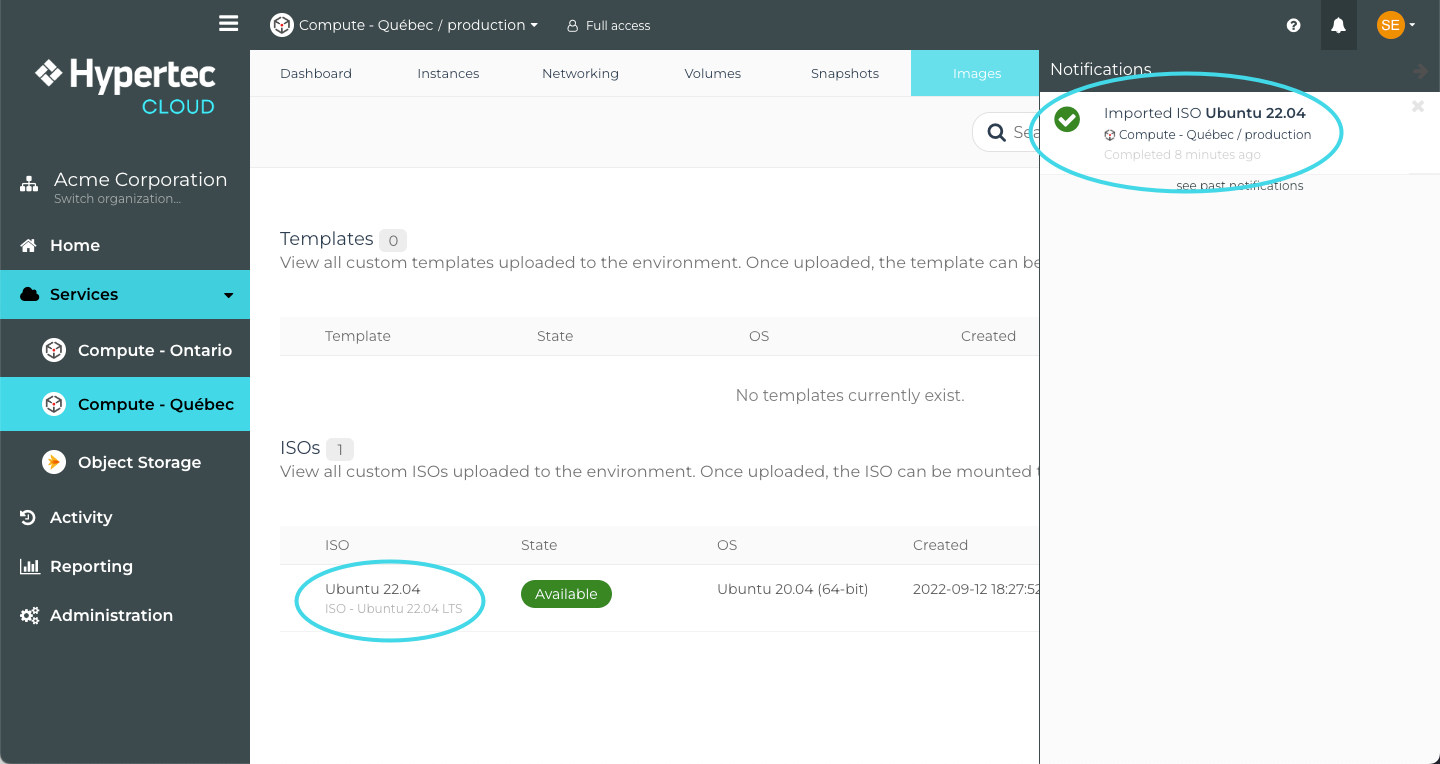 Compute - Québec / production
Full access
SE
Hypertec
CLOUD
Acme Corporation
Switch organization...
Home
Services
Compute - Ontario
Compute - Québec
Object Storage
Activity
Reporting
Administration
Dashboard
Instances
Networking
Volumes
Snapshots
Images
Templates 0
View all custom templates uploaded to the environment. Once uploaded, the template can be
Template State OS Created
No templates currently exist.
ISOs 1
View all custom ISOs uploaded to the environment. Once uploaded, the ISO can be mounted
ISO State OS Created
Ubuntu 22.04 Available Ubuntu 20.04 (64-bit) 2022-09-12 18:27:52
ISO - Ubuntu 22.04 LTS
Notifications
Imported ISO Ubuntu 22.04
Compute - Québec / production
Completed 8 minutes ago
see past notifications